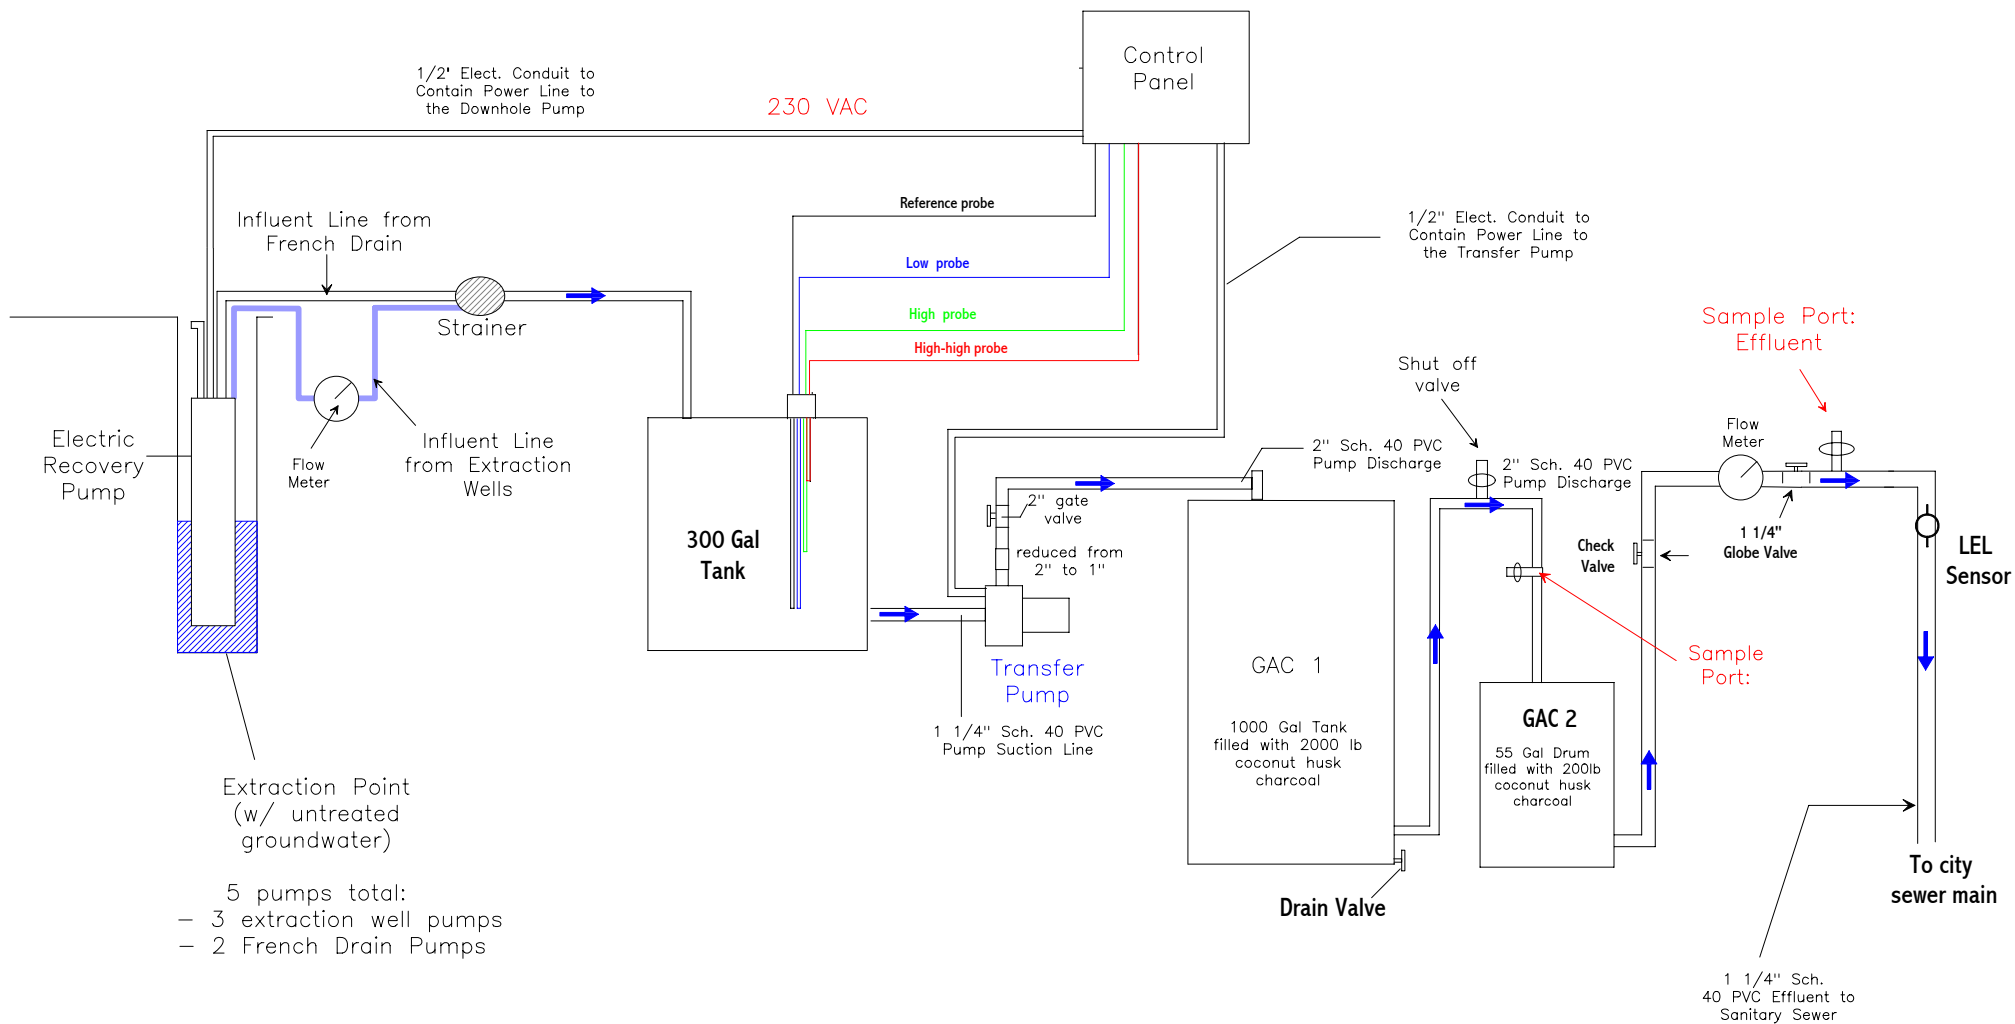 Control
Panel
1/2' Elect. Conduit to
Contain Power Line to
the Downhole Pump
230 VAC
Reference probe
Low probe
High probe
High-high probe
Influent Line from
French Drain
Strainer
1/2" Elect. Conduit to
Contain Power Line to
the Transfer Pump
Sample Port:
Effluent
Shut off
valve
Electric
Recovery
Pump
Flow
Meter
Influent Line
from Extraction
Wells
300 Gal
Tank
2" gate
valve
reduced from
2" to 1"
2" Sch. 40 PVC
Pump Discharge
2" Sch. 40 PVC
Pump Discharge
Flow
Meter
1 1/4"
Globe Valve
Check
Valve
LEL
Sensor
Transfer
Pump
1 1/4" Sch. 40 PVC
Pump Suction Line
GAC 1
1000 Gal Tank
filled with 2000 lb
coconut husk
charcoal
Sample
Port:
GAC 2
55 Gal Drum
filled with 200lb
coconut husk
charcoal
Drain Valve
To city
sewer main
Extraction Point
(w/ untreated
groundwater)
5 pumps total:
- 3 extraction well pumps
- 2 French Drain Pumps
1 1/4" Sch.
40 PVC Effluent to
Sanitary Sewer